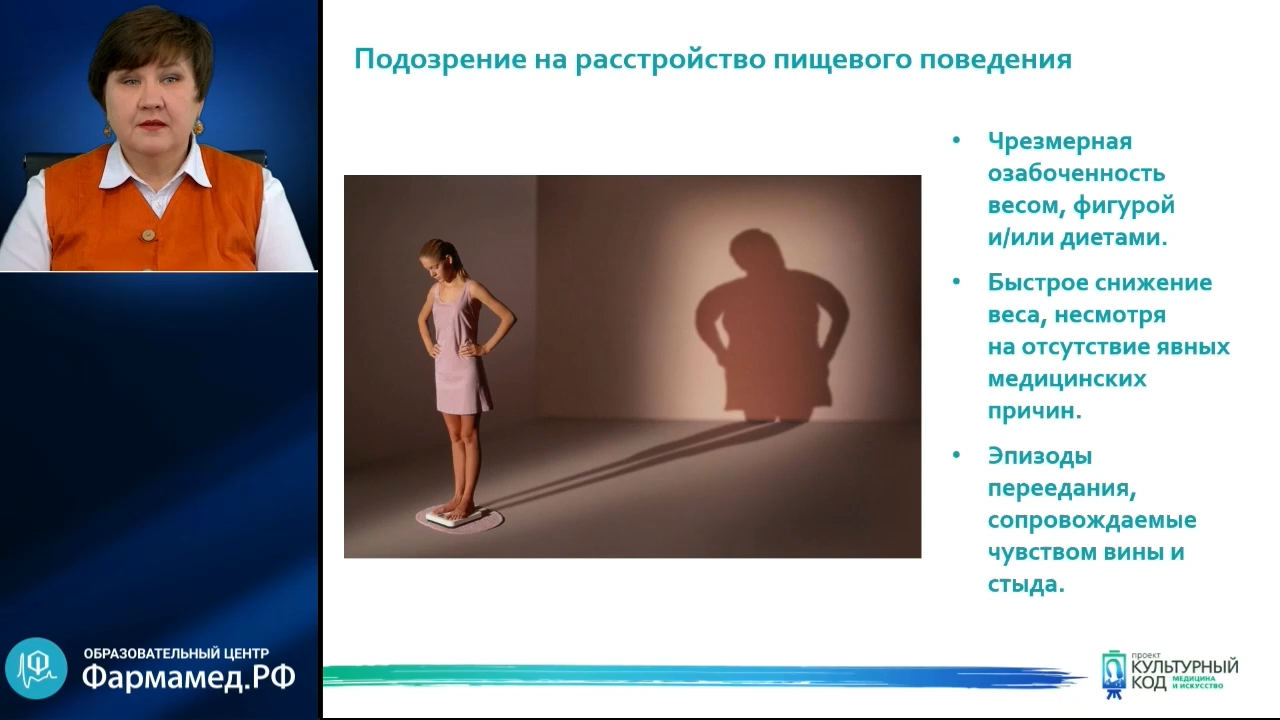 Подозрение на расстройство пищевого поведения
• Чрезмерная
озабоченность
весом, фигурой
и/или диетами.
• Быстрое снижение
веса, несмотря
на отсутствие явных
медицинских
причин.
• Эпизоды
переедания,
сопровождаемые
чувством вины и
стыда.
ОБРАЗОВАТЕЛЬНЫЙ ЦЕНТР
Фармамед.РФ
проект
КУЛЬТУРНЫЙ
КОД
МЕДИЦИНА
И ИСКУССТВО